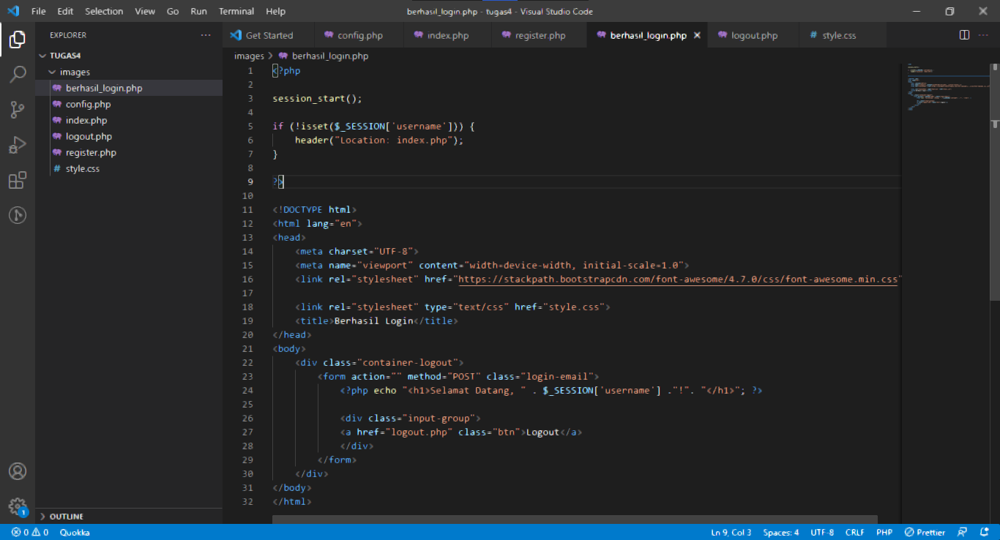 File Edit Selection View Go Run Terminal Help berhasil_login.php - tugas4 - Visual Studio Code
EXPLORER ···
Get Started config.php index.php register.php berhasil_login.php logout.php # style.css
TUGAS4
images
berhasil_login.php
config.php
index.php
logout.php
register.php
# style.css
OUTLINE
images > berhasil_login.php
1 <?php
2
3 session_start();
4
5 if (!isset($_SESSION['username'])) {
6     header("Location: index.php");
7 }
8
9 ?>
10
11 <!DOCTYPE html>
12 <html lang="en">
13 <head>
14     <meta charset="UTF-8">
15     <meta name="viewport" content="width=device-width, initial-scale=1.0">
16     <link rel="stylesheet" href="https://stackpath.bootstrapcdn.com/font-awesome/4.7.0/css/font-awesome.min.css"
17
18     <link rel="stylesheet" type="text/css" href="style.css">
19     <title>Berhasil Login</title>
20 </head>
21 <body>
22     <div class="container-logout">
23         <form action="" method="POST" class="login-email">
24             <?php echo "<h1>Selamat Datang, " . $_SESSION['username'] ."!". "</h1>"; ?>
25
26             <div class="input-group">
27             <a href="logout.php" class="btn">Logout</a>
28             </div>
29         </form>
30     </div>
31 </body>
32 </html>
0 0 Quokka Ln 9, Col 3 Spaces: 4 UTF-8 CRLF PHP Prettier
1